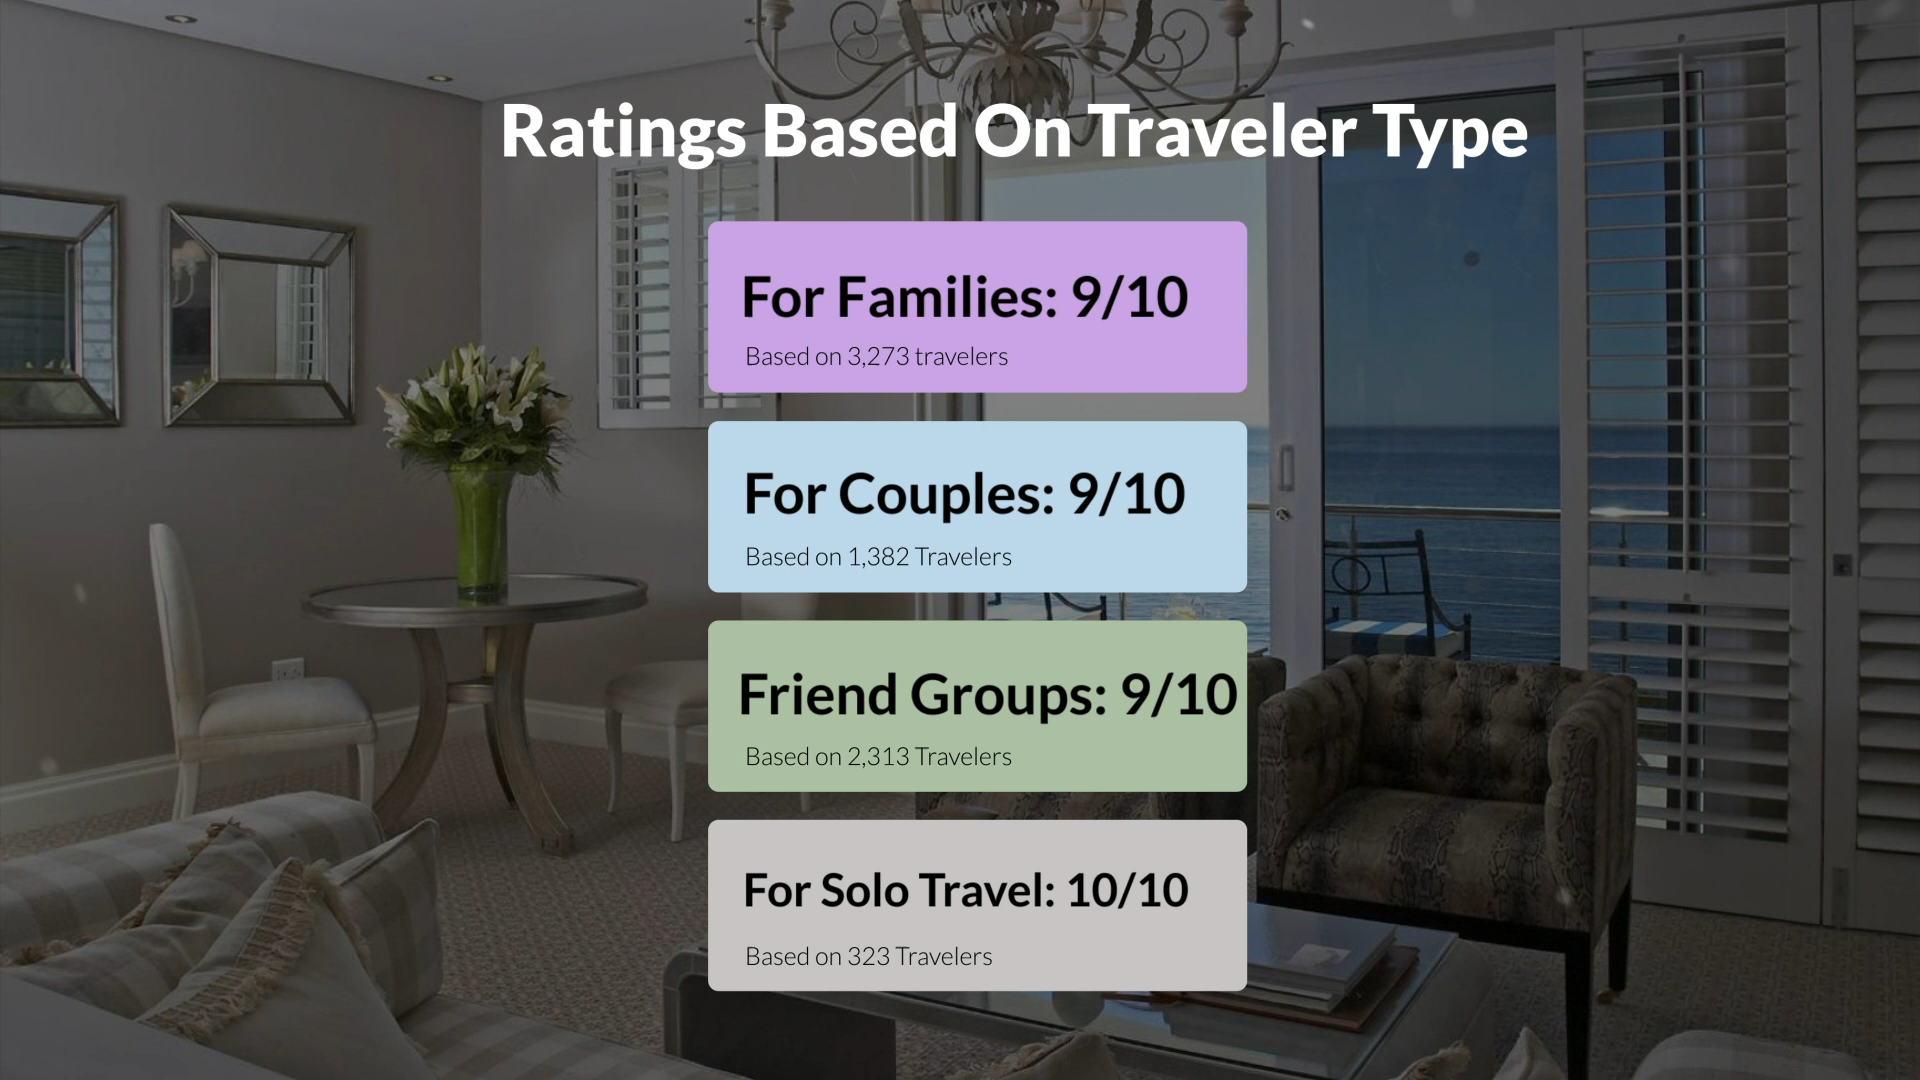 Ratings Based On Traveler Type
For Families: 9/10
Based on 3,273 travelers
For Couples: 9/10
Based on 1,382 Travelers
Friend Groups: 9/10
Based on 2,313 Travelers
For Solo Travel: 10/10
Based on 323 Travelers